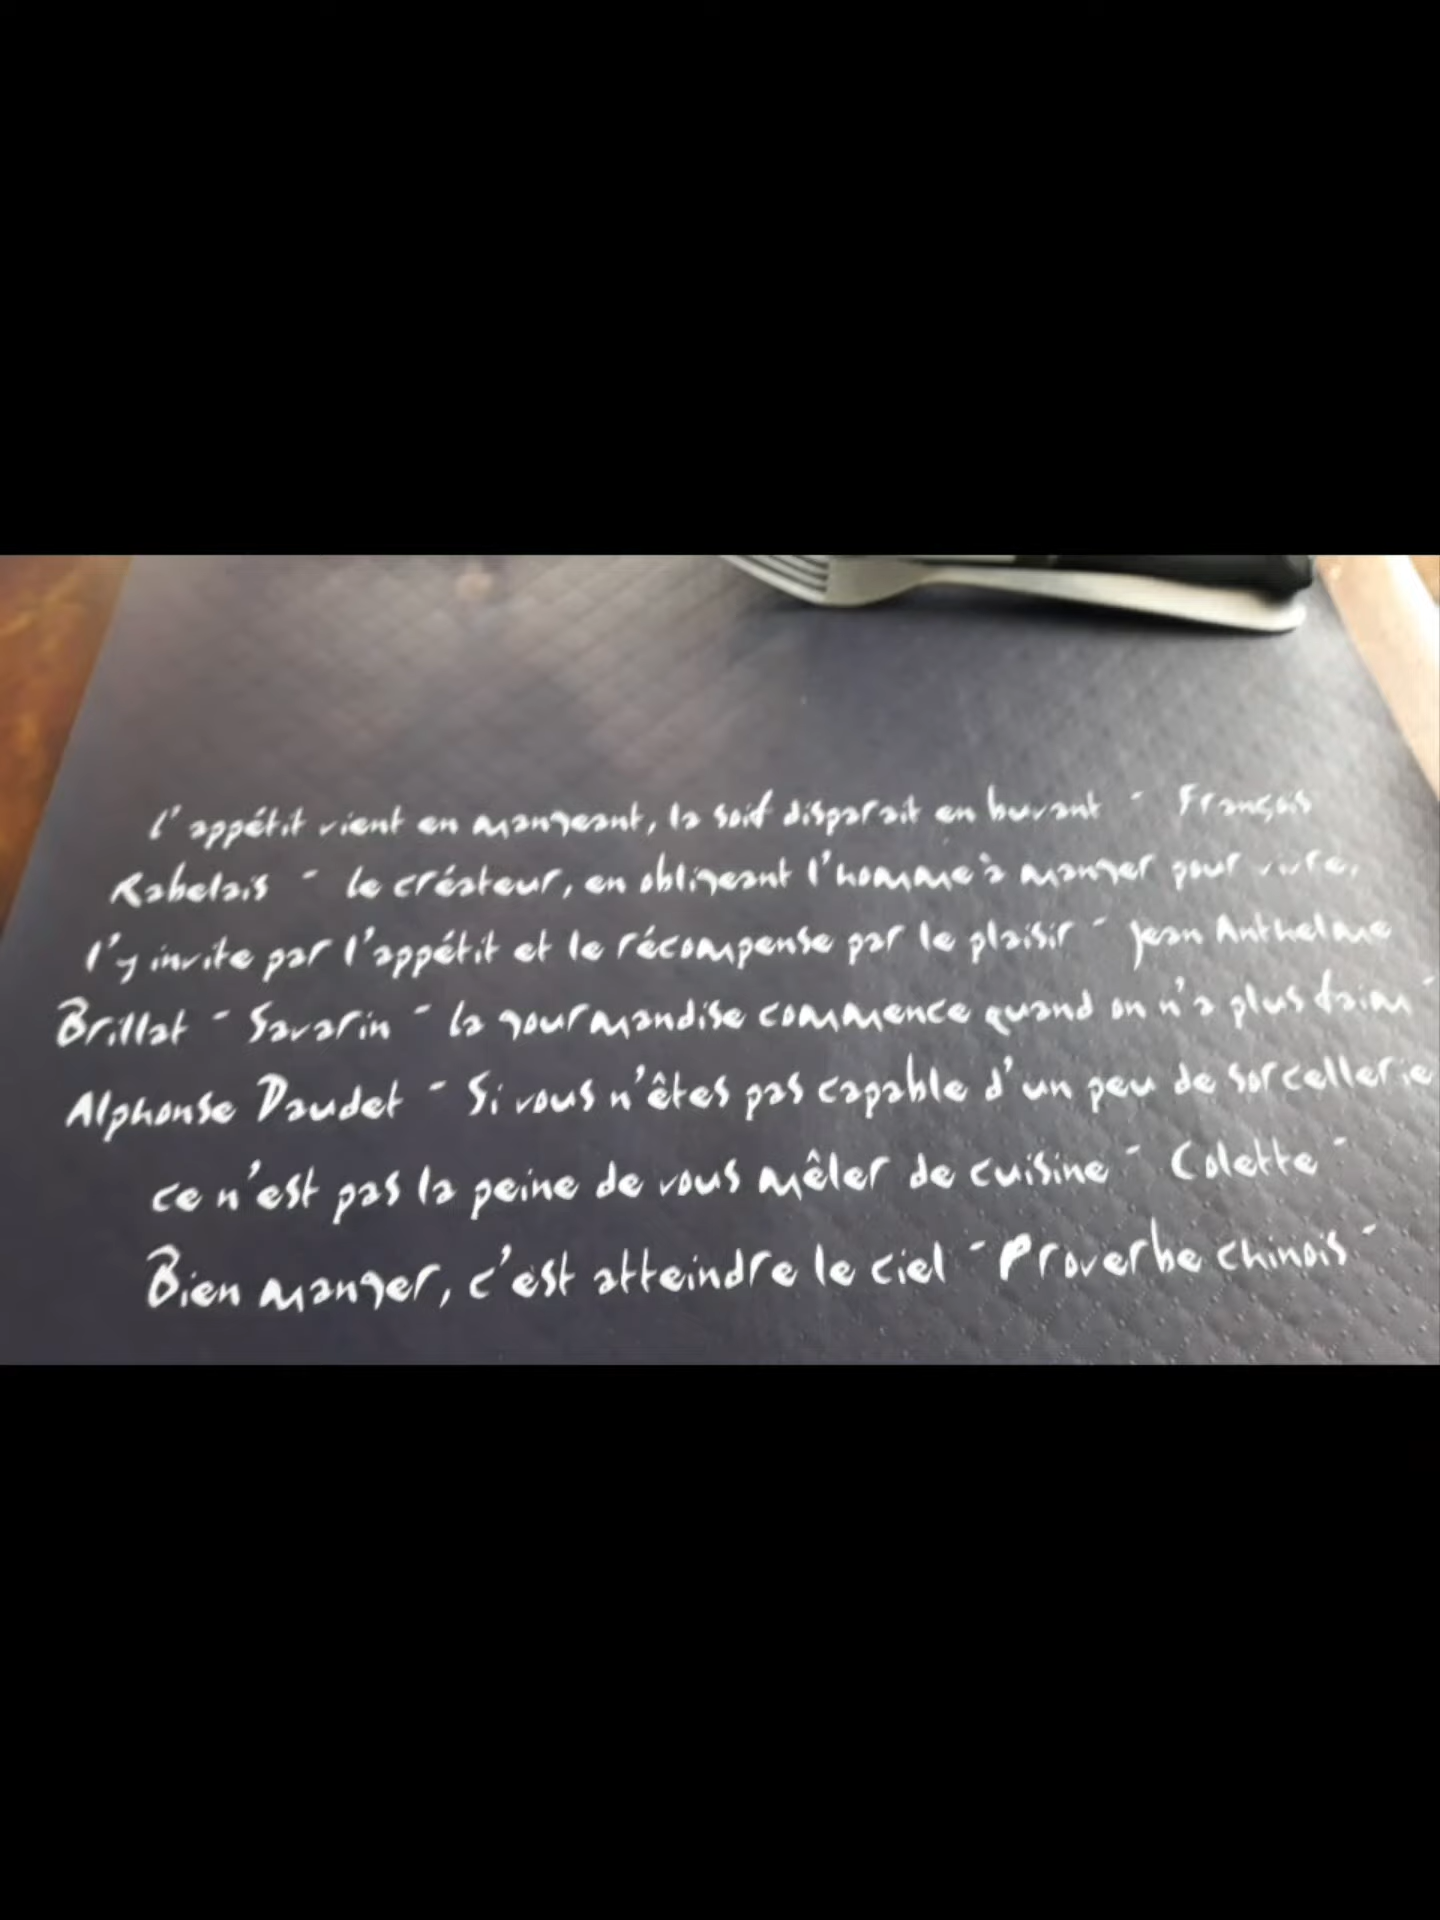 l'appétit vient en mangeant, la soif disparait en buvant - François
Rabelais - le créateur, en obligeant l'homme à manger pour vivre,
l'y invite par l'appétit et le récompense par le plaisir - Jean Anthelme
Brillat - Savarin - la gourmandise commence quand on n'a plus faim -
Alphonse Daudet - Si vous n'êtes pas capable d'un peu de sorcellerie
ce n'est pas la peine de vous mêler de cuisine - Colette -
Bien manger, c'est atteindre le ciel - Proverbe chinois -